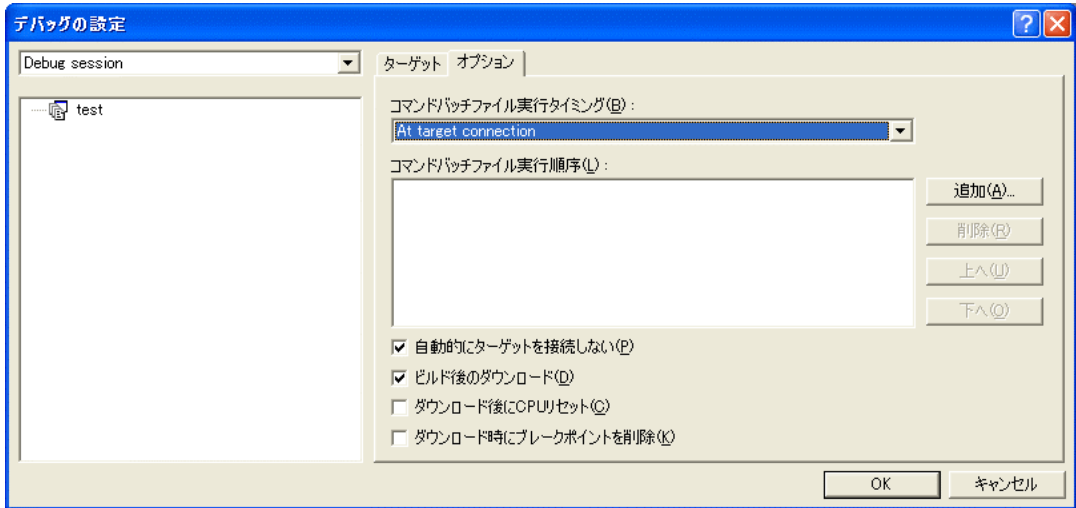 デバッグの設定
Debug session
test
ターゲット オプション
コマンドバッチファイル実行タイミング(B) :
At target connection
コマンドバッチファイル実行順序(L) :
追加(A)...
削除(R)
上へ(U)
下へ(O)
自動的にターゲットを接続しない(P)
ビルド後のダウンロード(D)
ダウンロード後にCPUリセット(C)
ダウンロード時にブレークポイントを削除(K)
OK キャンセル